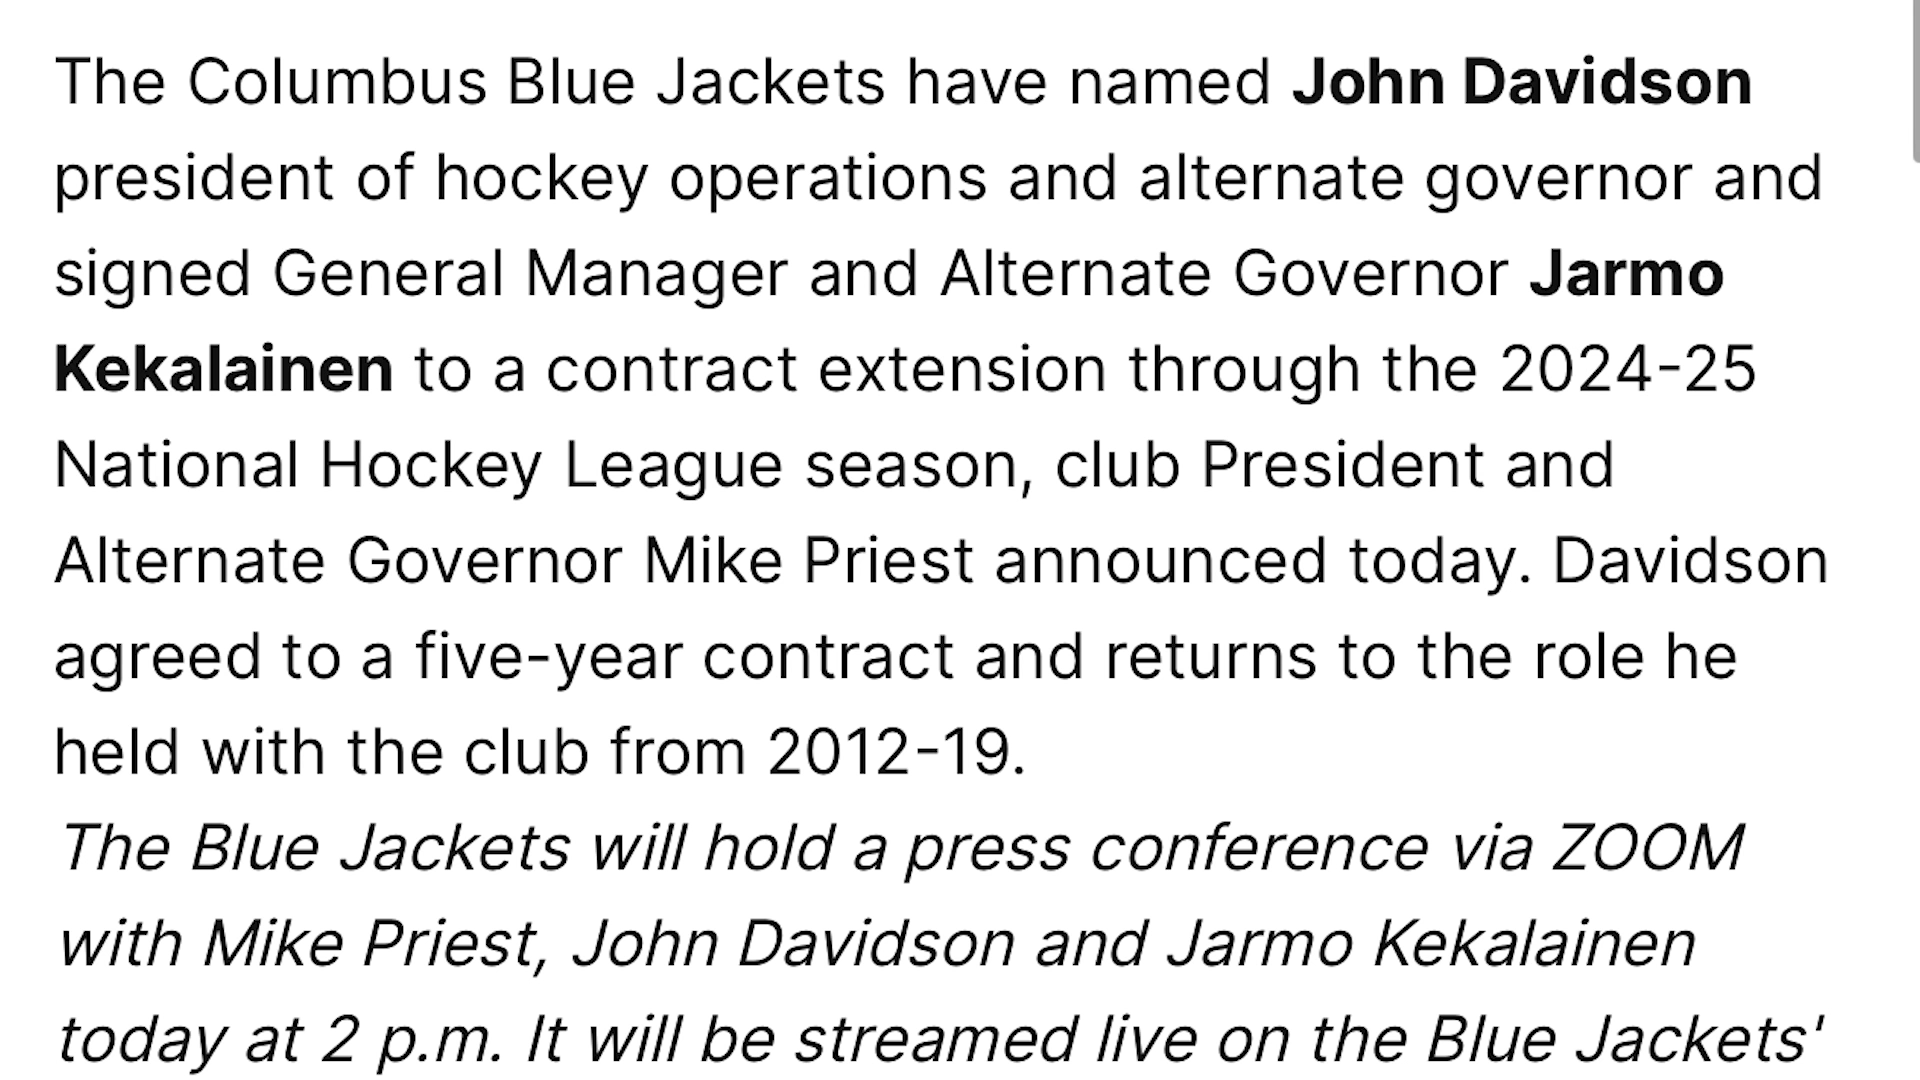 The Columbus Blue Jackets have named John Davidson
president of hockey operations and alternate governor and
signed General Manager and Alternate Governor Jarmo
Kekalainen to a contract extension through the 2024-25
National Hockey League season, club President and
Alternate Governor Mike Priest announced today. Davidson
agreed to a five-year contract and returns to the role he
held with the club from 2012-19.
The Blue Jackets will hold a press conference via ZOOM
with Mike Priest, John Davidson and Jarmo Kekalainen
today at 2 p.m. It will be streamed live on the Blue Jackets'